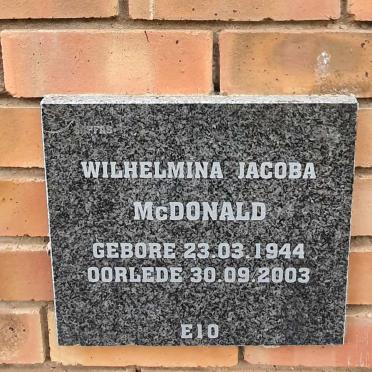 WILHELMINA JACOBA
McDONALD
GEBORE 23.03.1944
OORLEDE 30.09.2003
E10